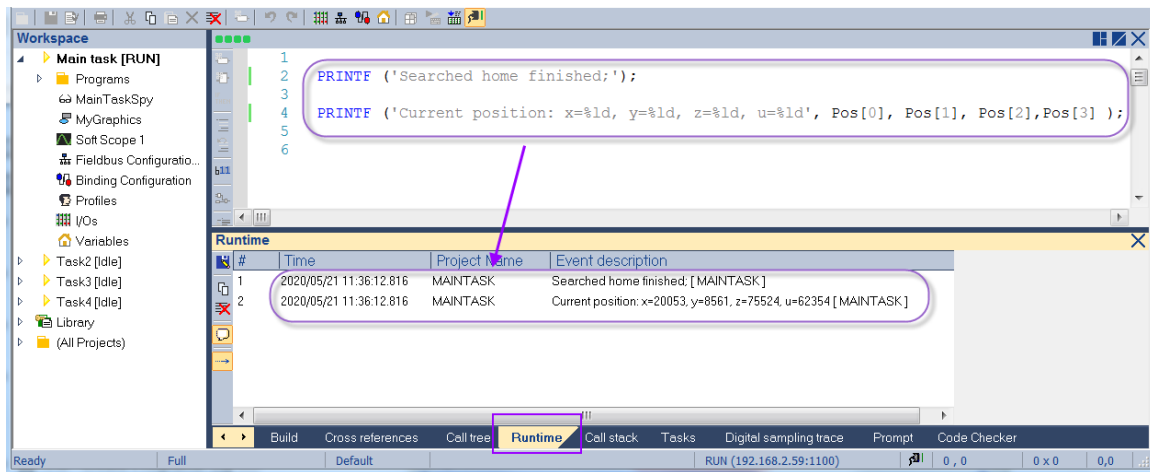 Workspace
Main task [RUN]
Programs
MainTaskSpy
MyGraphics
Soft Scope 1
Fieldbus Configuratio...
Binding Configuration
Profiles
I/Os
Variables
Task2 [Idle]
Task3 [Idle]
Task4 [Idle]
Library
(All Projects)
1
2 PRINTF ('Searched home finished;');
3
4 PRINTF ('Current position: x=%ld, y=%ld, z=%ld, u=%ld', Pos[0], Pos[1], Pos[2],Pos[3] );
5
6
Runtime
# Time Project Name Event description
1 2020/05/21 11:36:12.816 MAINTASK Searched home finished; [ MAINTASK ]
2 2020/05/21 11:36:12.816 MAINTASK Current position: x=20053, y=8561, z=75524, u=62354 [ MAINTASK ]
Build Cross references Call tree Runtime Call stack Tasks Digital sampling trace Prompt Code Checker
Ready Full Default RUN (192.168.2.59:1100) 0 , 0 0 x 0 0,0